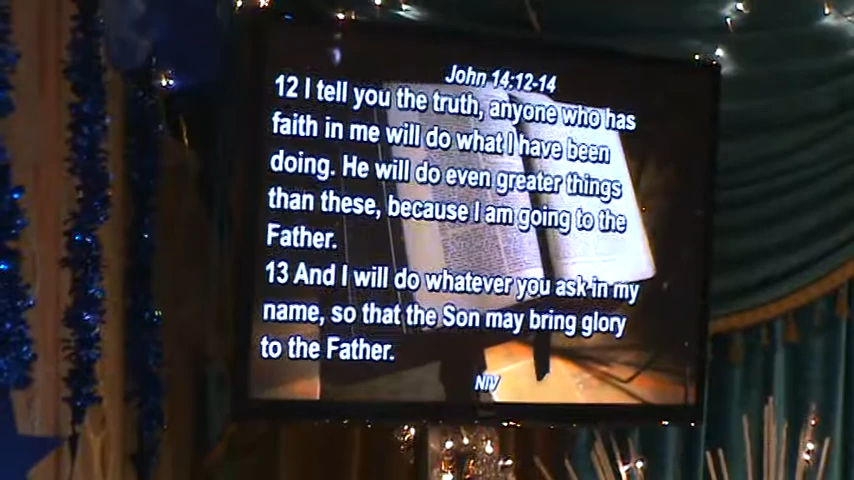 John 14:12-14
12 I tell you the truth, anyone who has
faith in me will do what I have been
doing. He will do even greater things
than these, because I am going to the
Father.
13 And I will do whatever you ask in my
name, so that the Son may bring glory
to the Father.
NIV